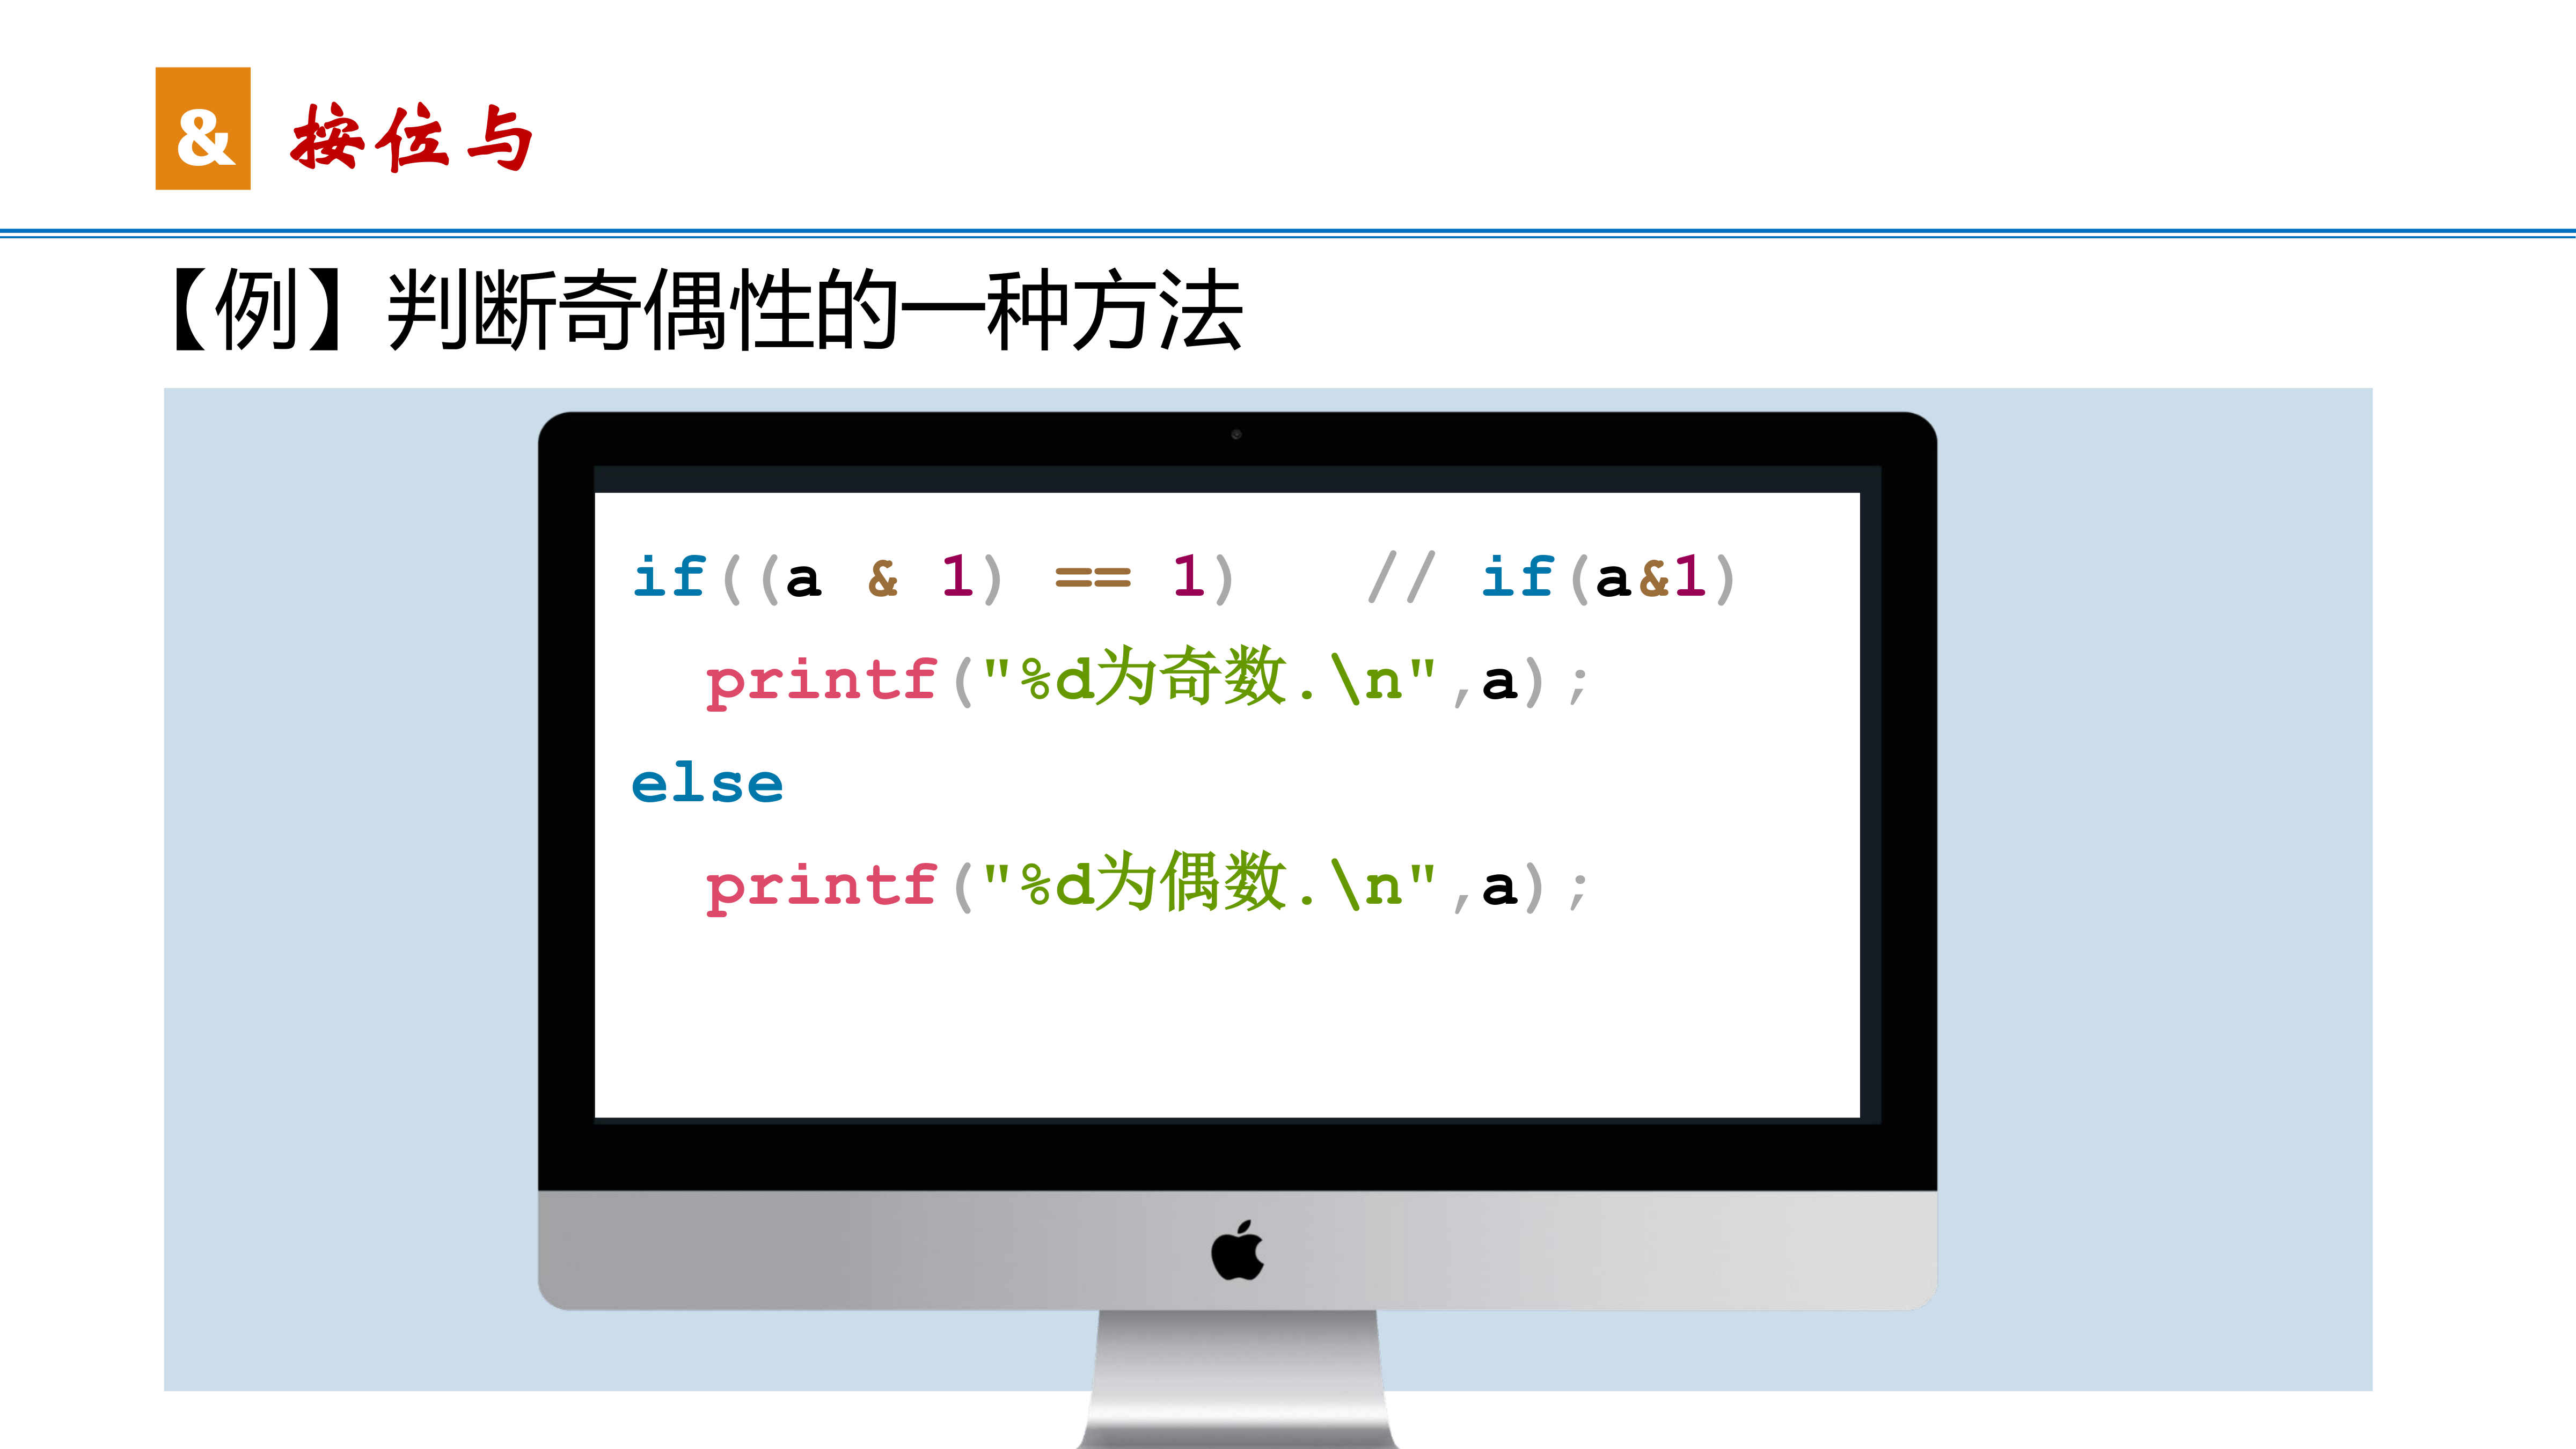 & 按位与
【例】判断奇偶性的一种方法
if((a & 1) == 1)   // if(a&1)
  printf("%d为奇数.\n",a);
else
  printf("%d为偶数.\n",a);